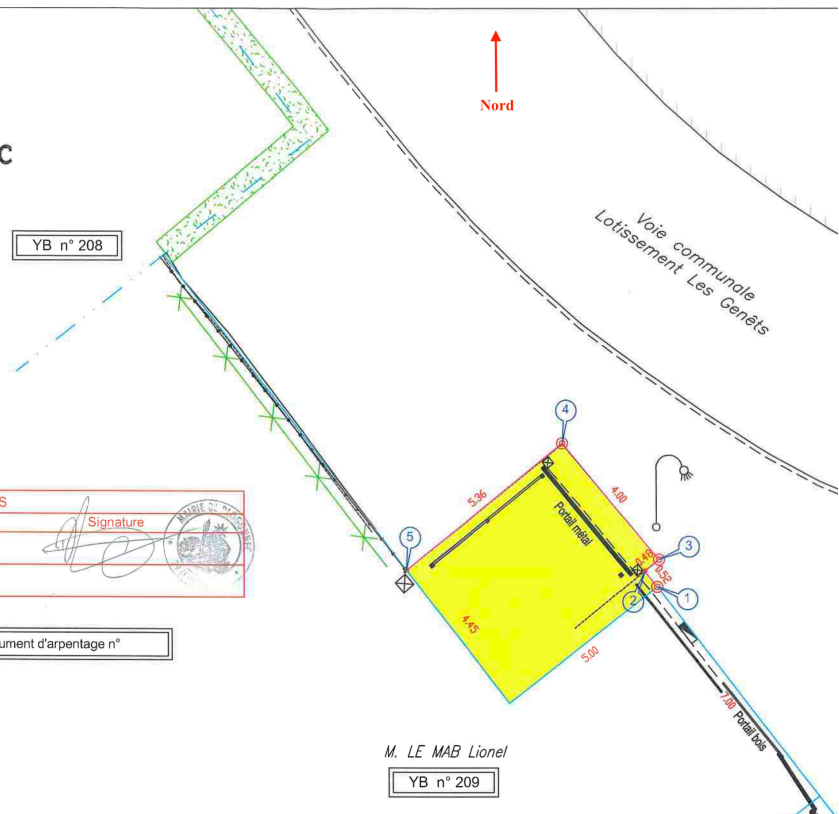 Nord
C
Voie communale
Lotissement Les Genêts
YB n° 208
4
5.36
4.00
S
Signature
MAIRIE DE
Portail métal
5
3
0.48
0.52
2
1
4.45
5.00
ument d'arpentage n°
7.00
Portail bois
M. LE MAB Lionel
YB n° 209